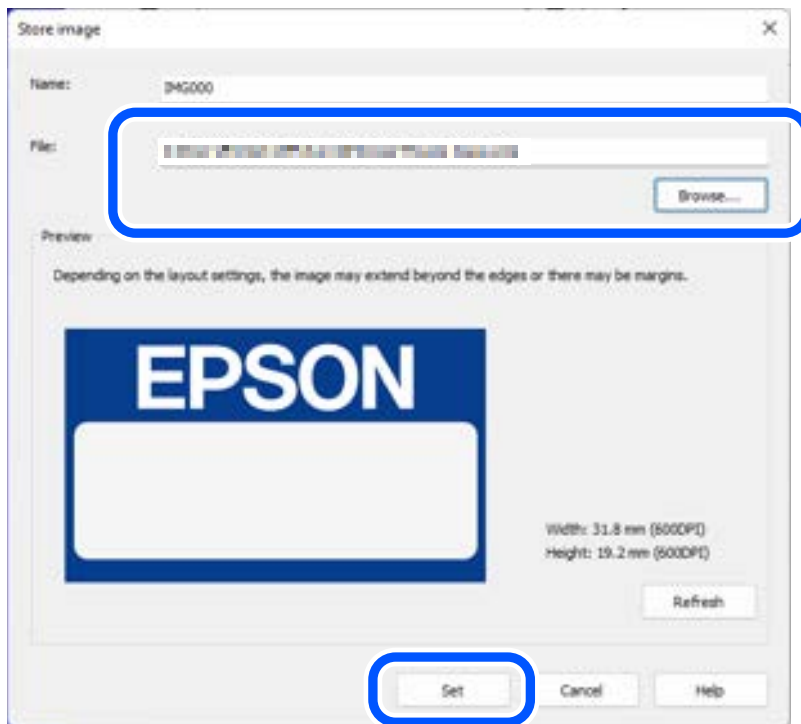 Store image
Name:
IMG000
File:
Browse...
Preview
Depending on the layout settings, the image may extend beyond the edges or there may be margins.
EPSON
Width: 31.8 mm (600DPI)
Height: 19.2 mm (600DPI)
Refresh
Set
Cancel
Help